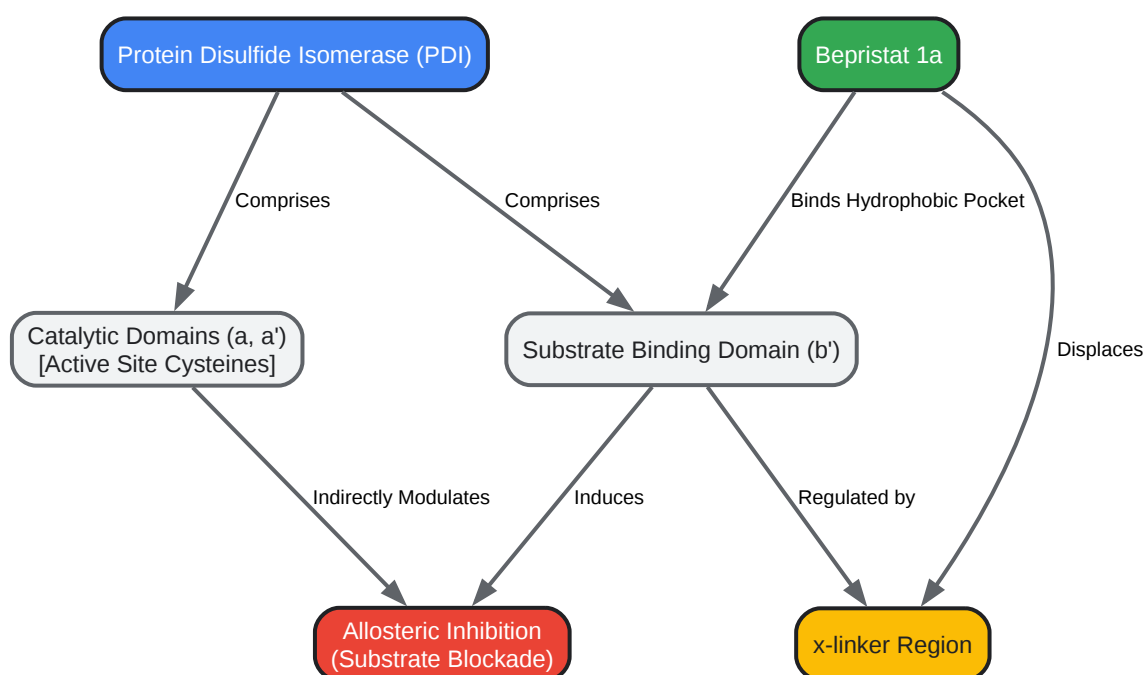 Protein Disulfide Isomerase (PDI)
Bepristat 1a
Comprises
Comprises
Binds Hydrophobic Pocket
Catalytic Domains (a, a')
[Active Site Cysteines]
Substrate Binding Domain (b')
Displaces
Indirectly Modulates
Induces
Regulated by
Allosteric Inhibition
(Substrate Blockade)
x-linker Region